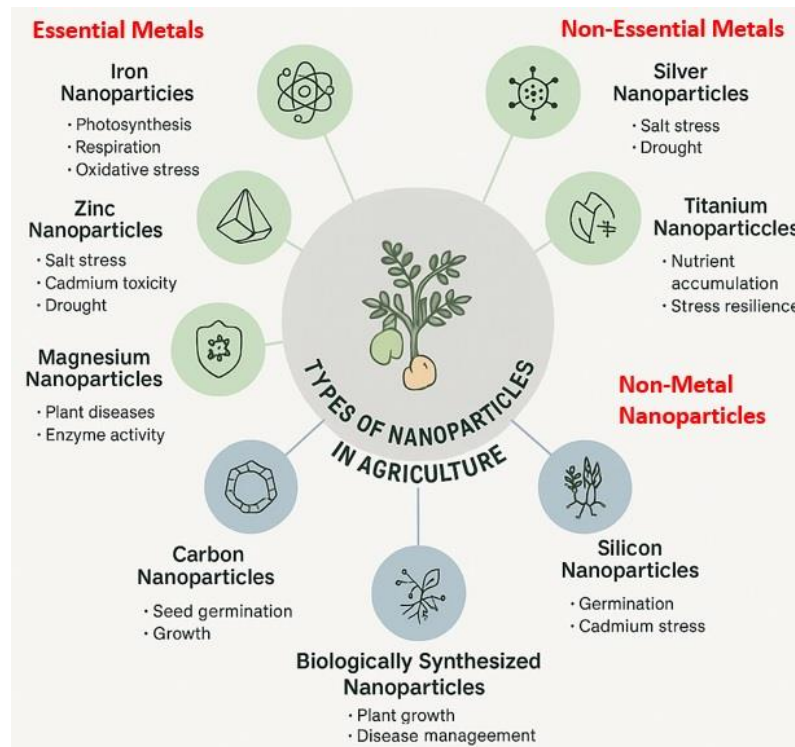 Essential Metals
Non-Essential Metals
Iron
Nanoparticies
· Photosynthesis
· Respiration
· Oxidative stress
Silver
Nanoparticles
· Salt stress
· Drought
Zinc
Nanoparticles
· Salt stress
· Cadmium toxicity
· Drought
Titanium
Nanoparticcles
· Nutrient
accumulation
· Stress resilience
Magnesium
Nanoparticles
· Plant diseases
· Enzyme activity
TYPES OF NANOPARTICLES
IN AGRICULTURE
Non-Metal
Nanoparticles
Carbon
Nanoparticles
· Seed germination
· Growth
Silicon
Nanoparticles
· Germination
· Cadmium stress
Biologically Synthesized
Nanoparticles
· Plant growth
· Disease manageement